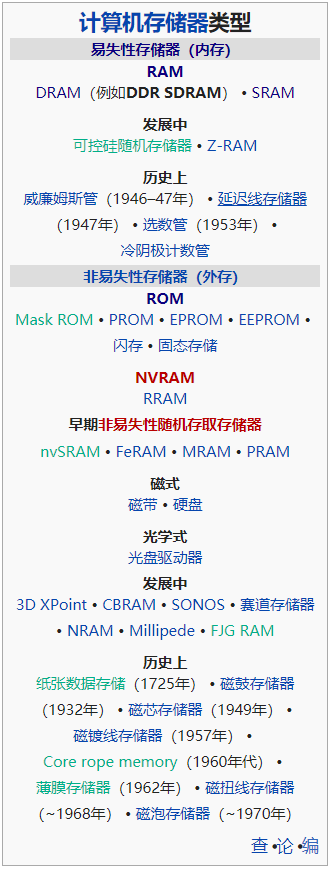 计算机存储器类型
易失性存储器（内存）
RAM
DRAM（例如DDR SDRAM） • SRAM
发展中
可控硅随机存储器 • Z-RAM
历史上
威廉姆斯管（1946–47年） • 延迟线存储器
（1947年） • 选数管（1953年） •
冷阴极计数管
非易失性存储器（外存）
ROM
Mask ROM • PROM • EPROM • EEPROM •
闪存 • 固态存储
NVRAM
RRAM
早期非易失性随机存取存储器
nvSRAM • FeRAM • MRAM • PRAM
磁式
磁带 • 硬盘
光学式
光盘驱动器
发展中
3D XPoint • CBRAM • SONOS • 赛道存储器
• NRAM • Millipede • FJG RAM
历史上
纸张数据存储（1725年） • 磁鼓存储器
（1932年） • 磁芯存储器（1949年） •
磁镀线存储器（1957年） •
Core rope memory（1960年代） •
薄膜存储器（1962年） • 磁扭线存储器
（~1968年） • 磁泡存储器（~1970年）
查 • 论 • 编